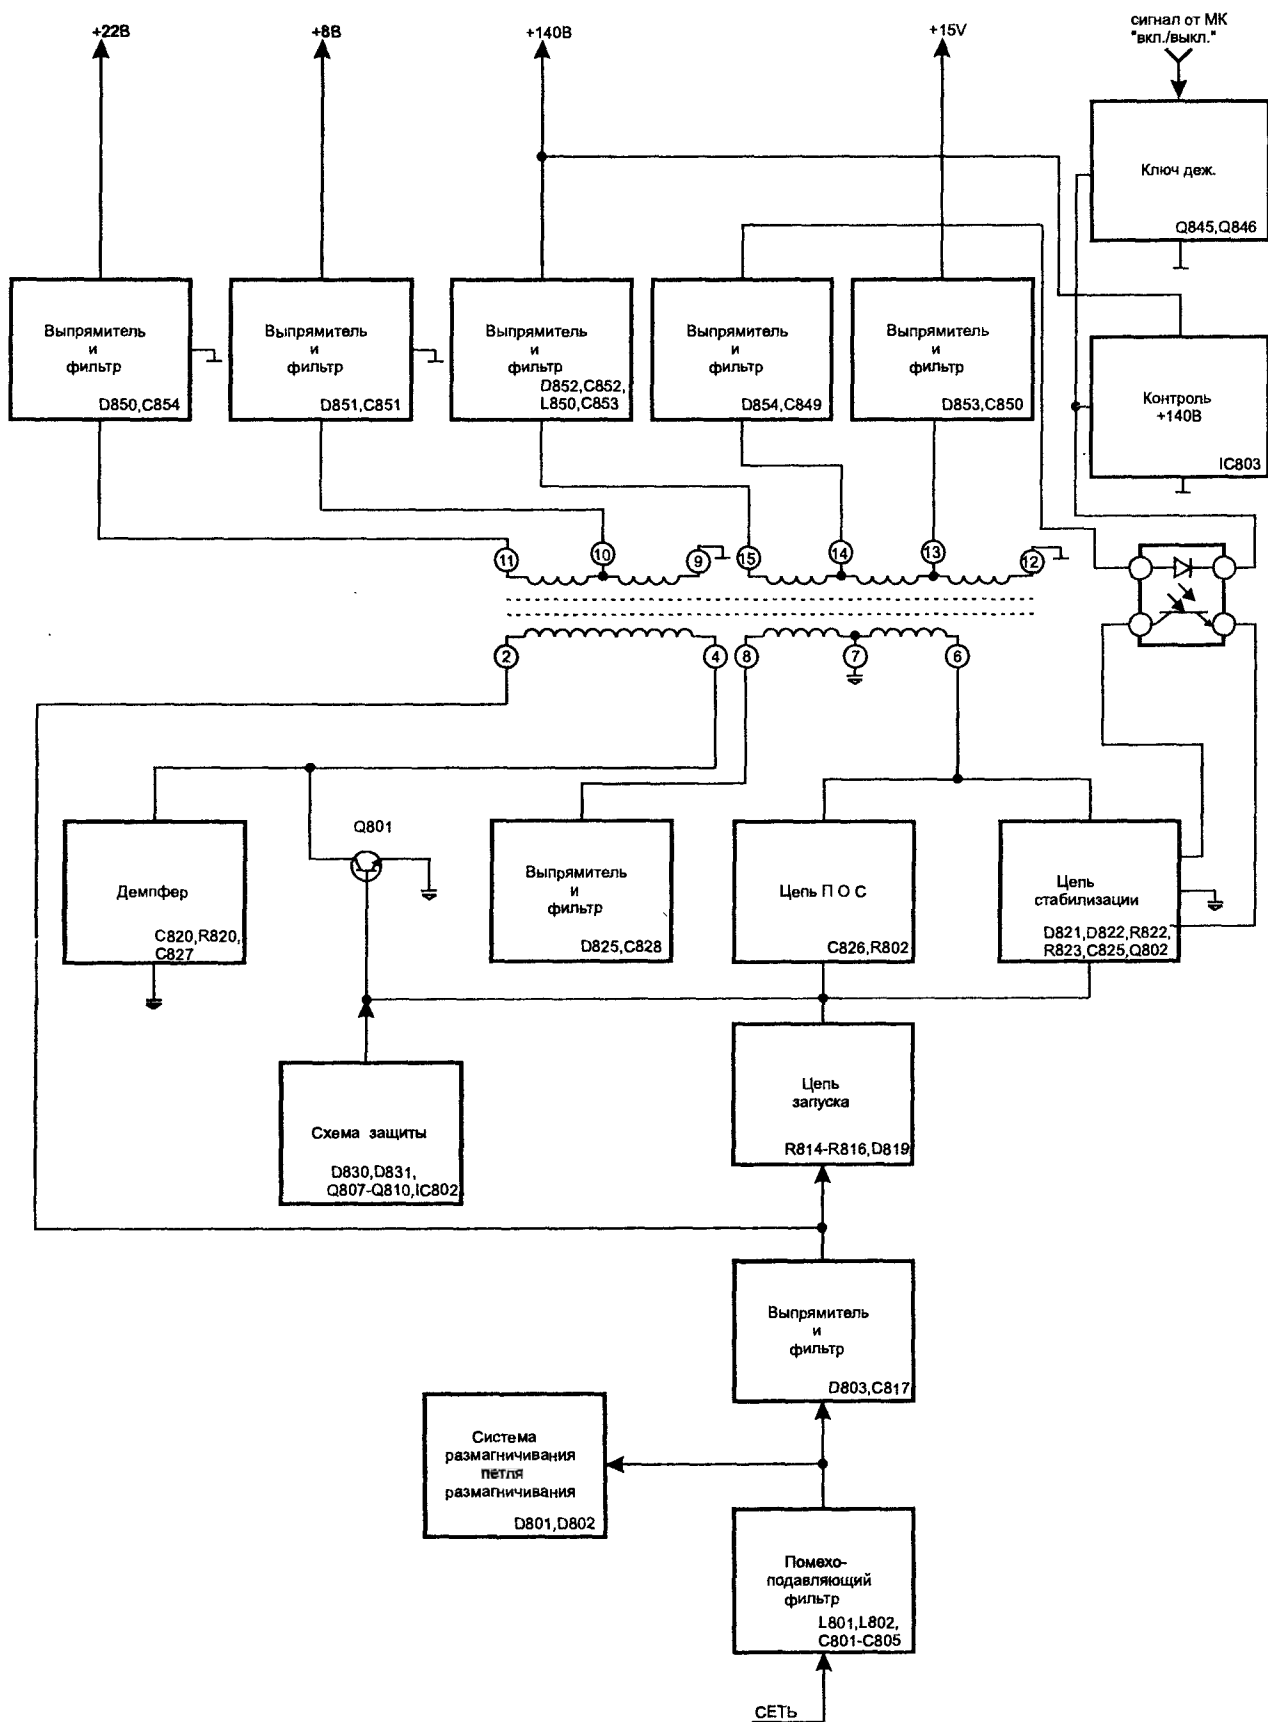 +22В
+8В
+140В
+15V
сигнал от МК
"вкл./выкл."
Ключ деж.
Q845,Q846
Выпрямитель
и
фильтр
D850,C854
Выпрямитель
и
фильтр
D851,C851
Выпрямитель
и
фильтр
D852,C852,
L850,C853
Выпрямитель
и
фильтр
D854,C849
Выпрямитель
и
фильтр
D853,C850
Контроль
+140В
IC803
11
10
9
15
14
13
12
2
4
8
7
6
Демпфер
C820,R820,
C827
Q801
Выпрямитель
и
фильтр
D825,C828
Цепь П О С
C826,R802
Цепь
стабилизации
D821,D822,R822,
R823,C825,Q802
Схема защиты
D830,D831,
Q807-Q810,IC802
Цепь
запуска
R814-R816,D819
Выпрямитель
и
фильтр
D803,C817
Система
размагничивания
петля
размагничивания
D801,D802
Помехо-
подавляющий
фильтр
L801,L802,
C801-C805
СЕТЬ